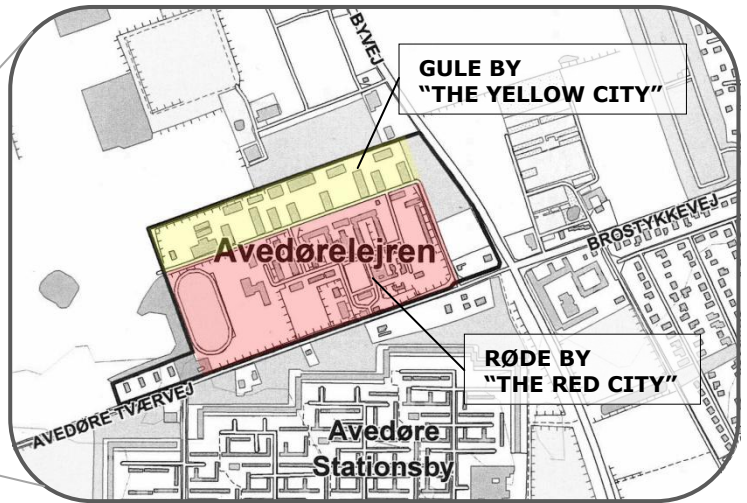 BYVEJ
GULE BY
“THE YELLOW CITY”
Avedørelejren
BROSTYKKEVEJ
RØDE BY
“THE RED CITY”
AVEDØRE TVÆRVEJ
Avedøre
Stationsby